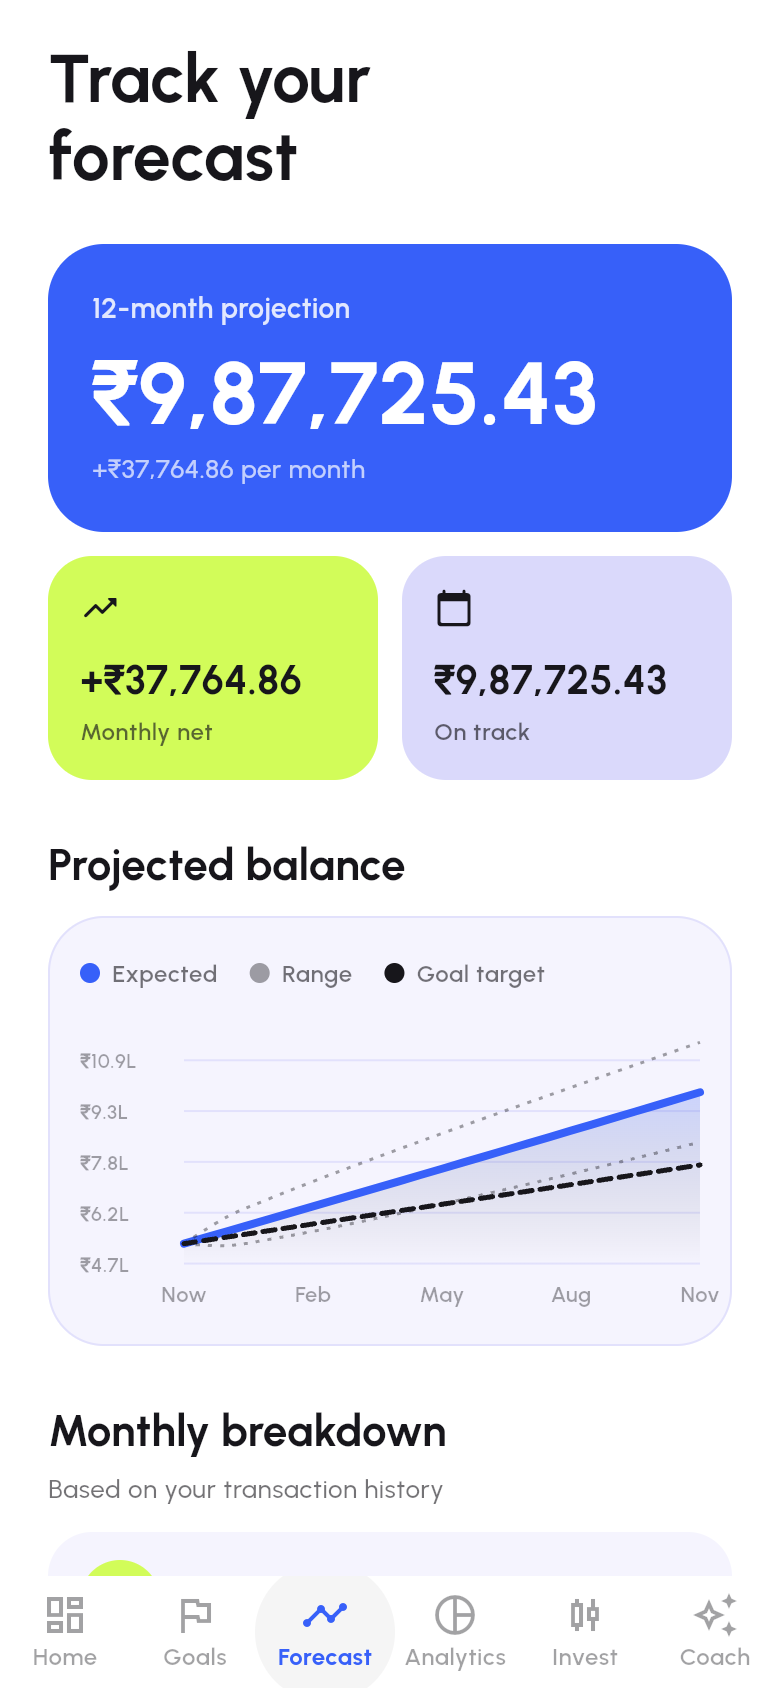 Track your
forecast
12-month projection
₹9,87,725.43
+₹37,764.86 per month
+₹37,764.86
Monthly net
₹9,87,725.43
On track
Projected balance
Expected Range Goal target
₹10.9L
₹9.3L
₹7.8L
₹6.2L
₹4.7L
Now Feb May Aug Nov
Monthly breakdown
Based on your transaction history
Home Goals Forecast Analytics Invest Coach